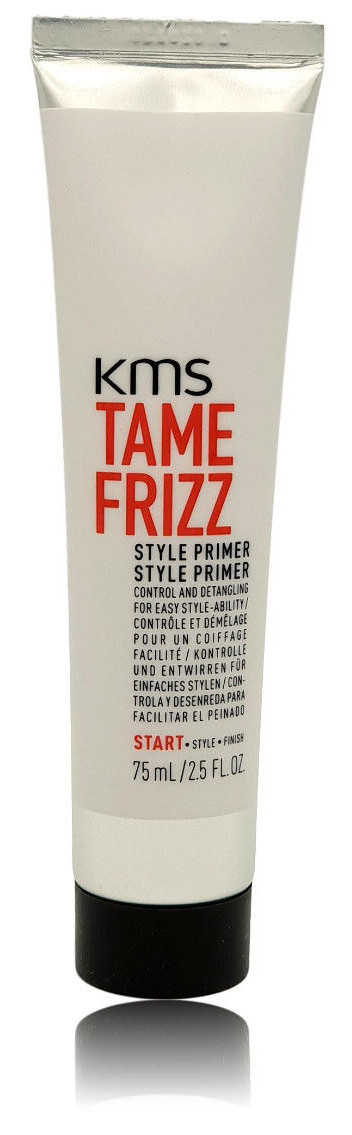 kms
TAME
FRIZZ
STYLE PRIMER
STYLE PRIMER
CONTROL AND DETANGLING
FOR EASY STYLE-ABILITY /
CONTRÔLE ET DÉMÊLAGE
POUR UN COIFFAGE
FACILITÉ / KONTROLLE
UND ENTWIRREN FÜR
EINFACHES STYLEN / CON-
TROLA Y DESENREDA PARA
FACILITAR EL PEINADO
START • STYLE • FINISH
75 mL/2.5 FL.OZ.